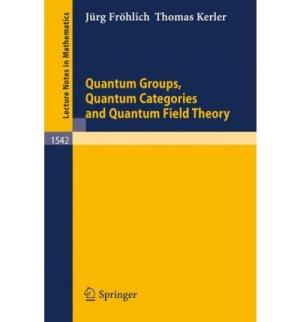 Jürg Fröhlich Thomas Kerler
Lecture Notes in Mathematics
1542
Quantum Groups,
Quantum Categories
and Quantum Field Theory
Springer